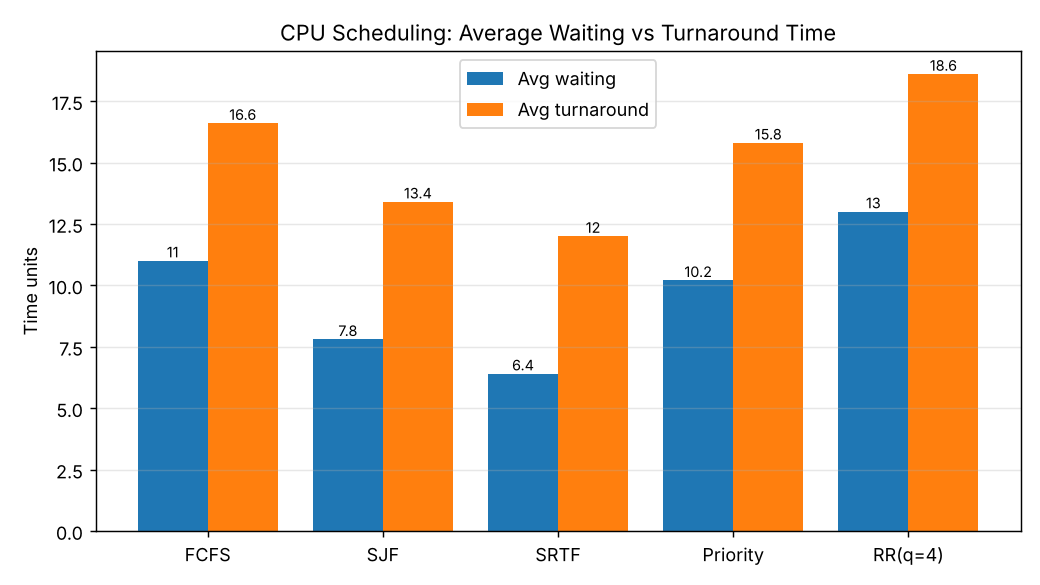 CPU Scheduling: Average Waiting vs Turnaround Time
Avg waiting
Avg turnaround
Time units
17.5
15.0
12.5
10.0
7.5
5.0
2.5
0.0
11
16.6
7.8
13.4
6.4
12
10.2
15.8
13
18.6
FCFS
SJF
SRTF
Priority
RR(q=4)